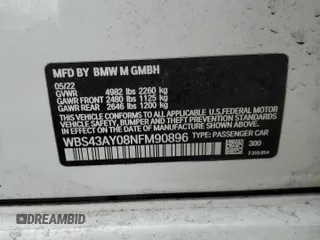 MFD BY BMW M GMBH
05/22
GVWR 4982 lbs 2260 kg
GAWR FRONT 2480 lbs 1125 kg
GAWR REAR 2646 lbs 1200 kg
THIS VEHICLE CONFORMS TO ALL APPLICABLE
U.S. FEDERAL MOTOR
VEHICLE SAFETY, BUMPER, AND THEFT PREVENTION STANDARDS
IN EFFECT ON THE DATE OF MANUFACTURE SHOWN ABOVE.
WBS43AY08NFM90896 TYPE: PASSENGER CAR
300
DREAMBID